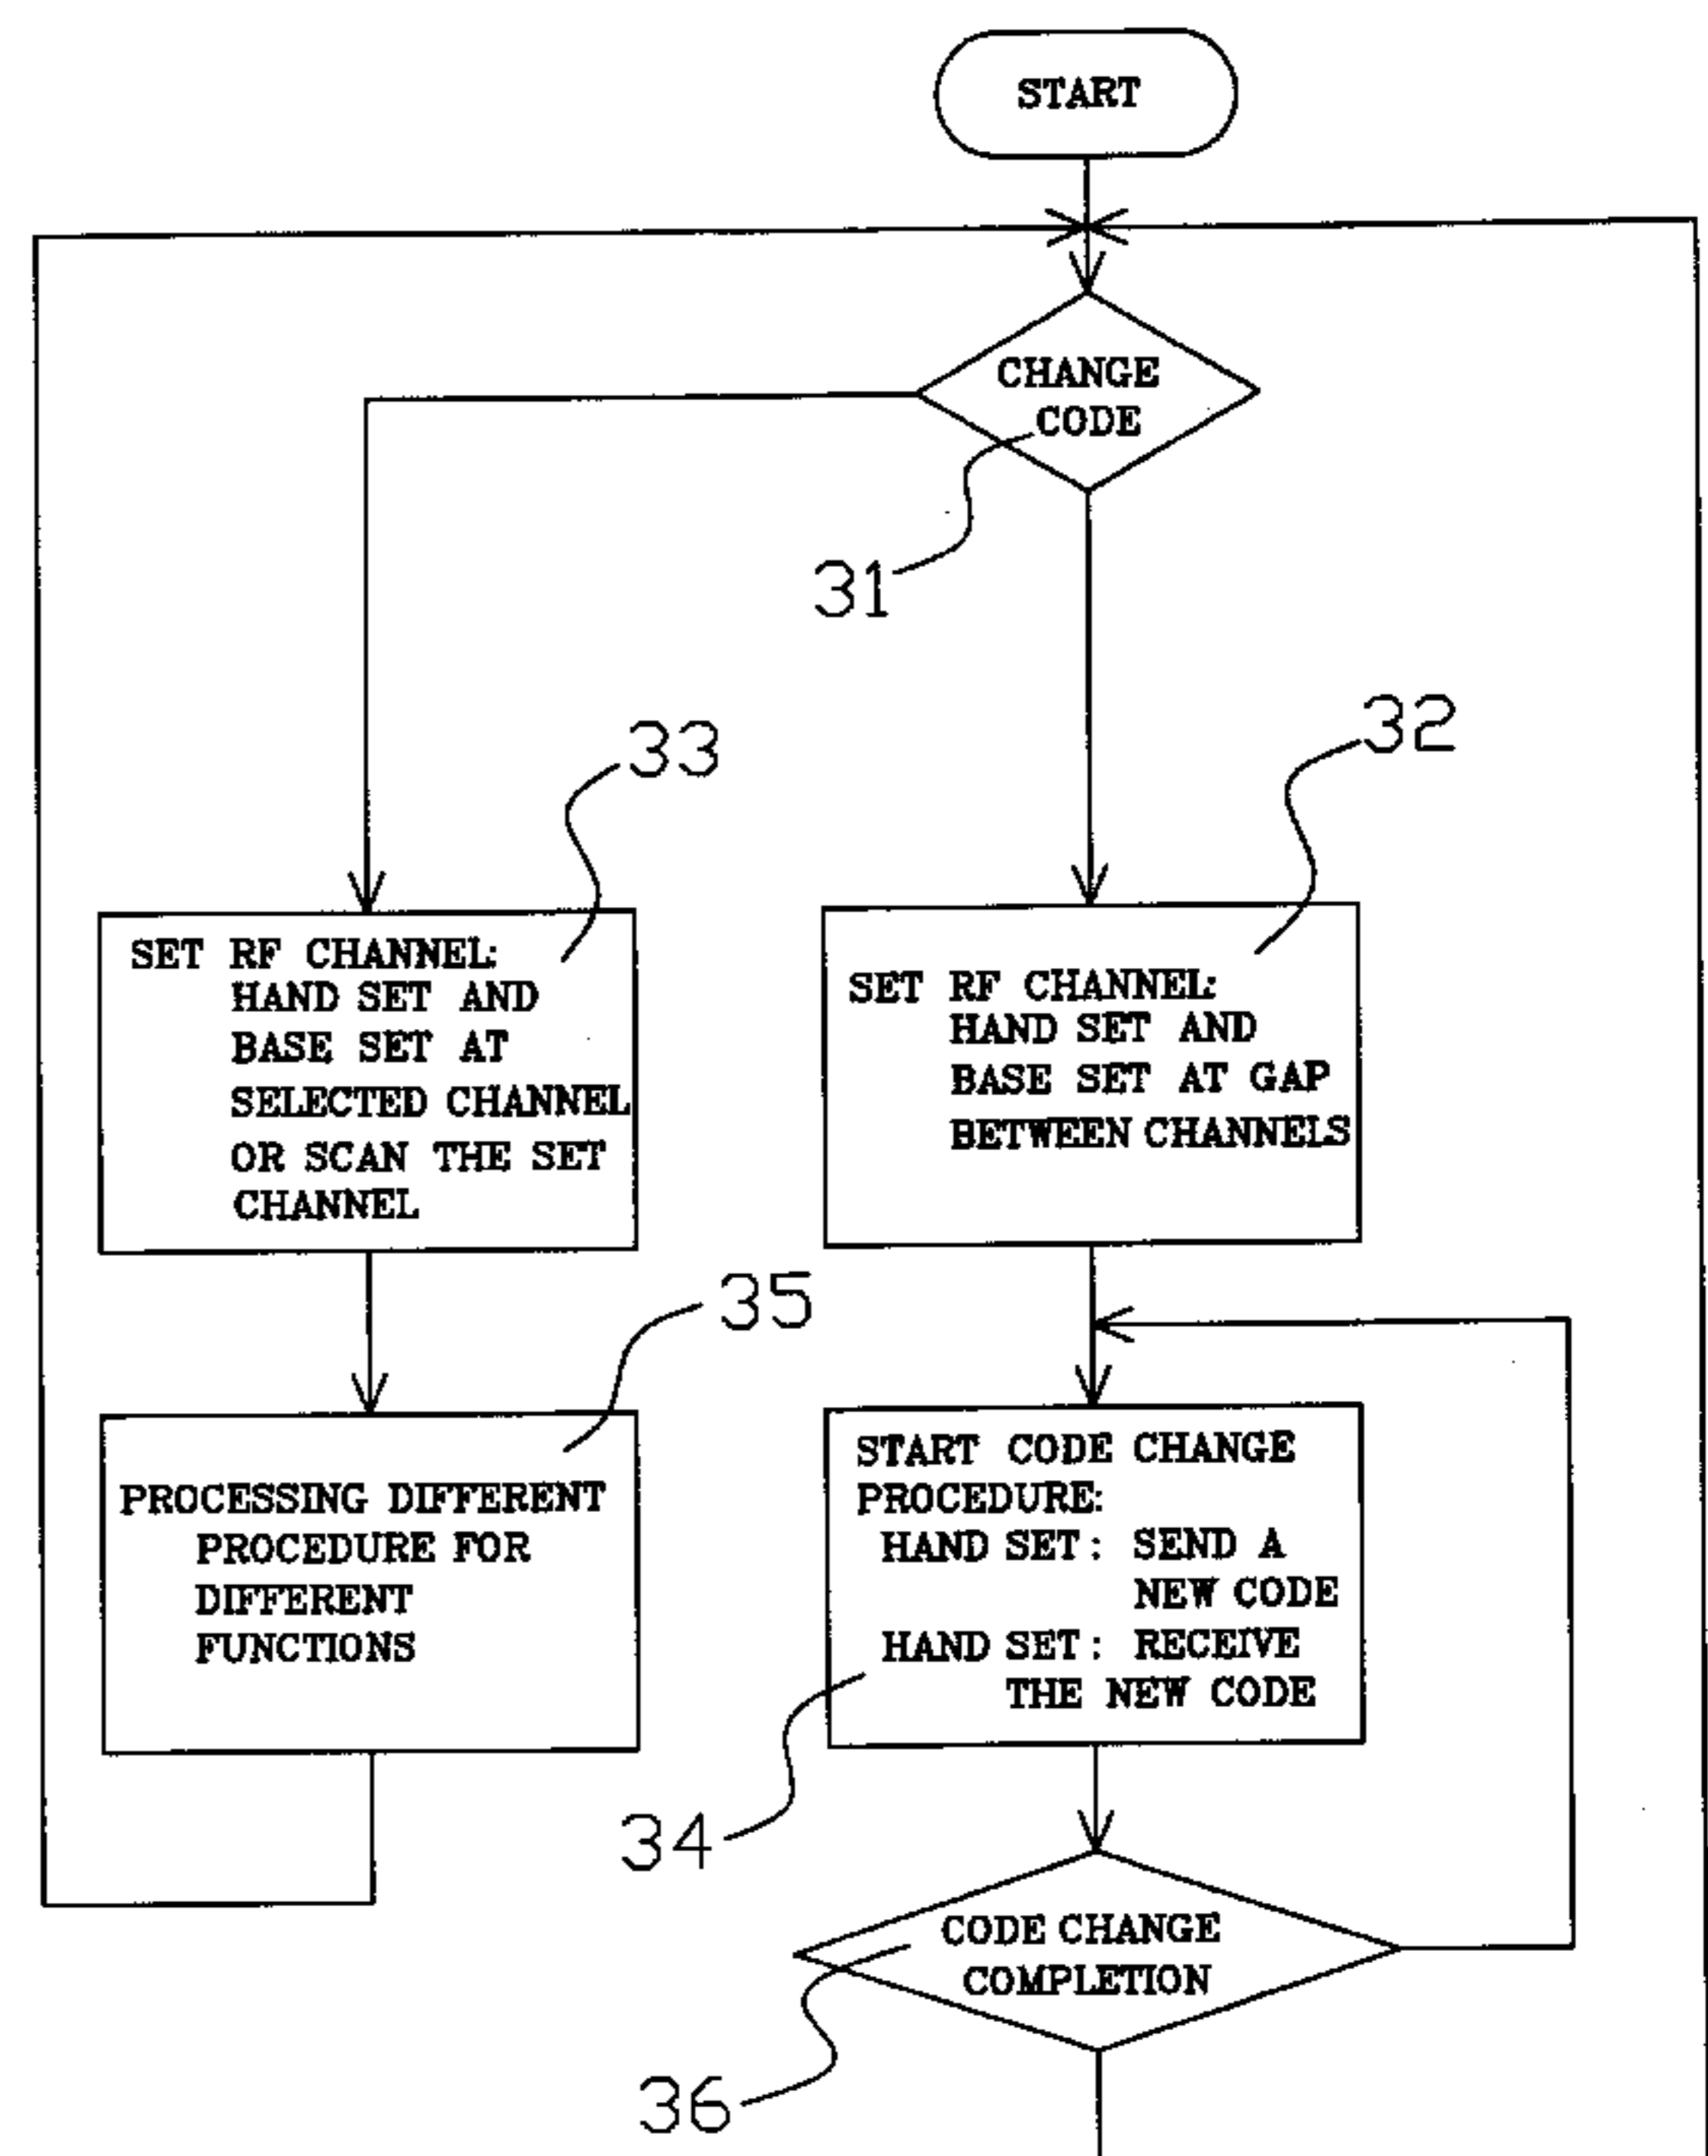 START
CHANGE
CODE
31
33
32
SET RF CHANNEL:
HAND SET AND
BASE SET AT
SELECTED CHANNEL
OR SCAN THE SET
CHANNEL
SET RF CHANNEL:
HAND SET AND
BASE SET AT GAP
BETWEEN CHANNELS
35
PROCESSING DIFFERENT
PROCEDURE FOR
DIFFERENT
FUNCTIONS
START CODE CHANGE
PROCEDURE:
HAND SET: SEND A
NEW CODE
HAND SET: RECEIVE
THE NEW CODE
34
CODE CHANGE
COMPLETION
36